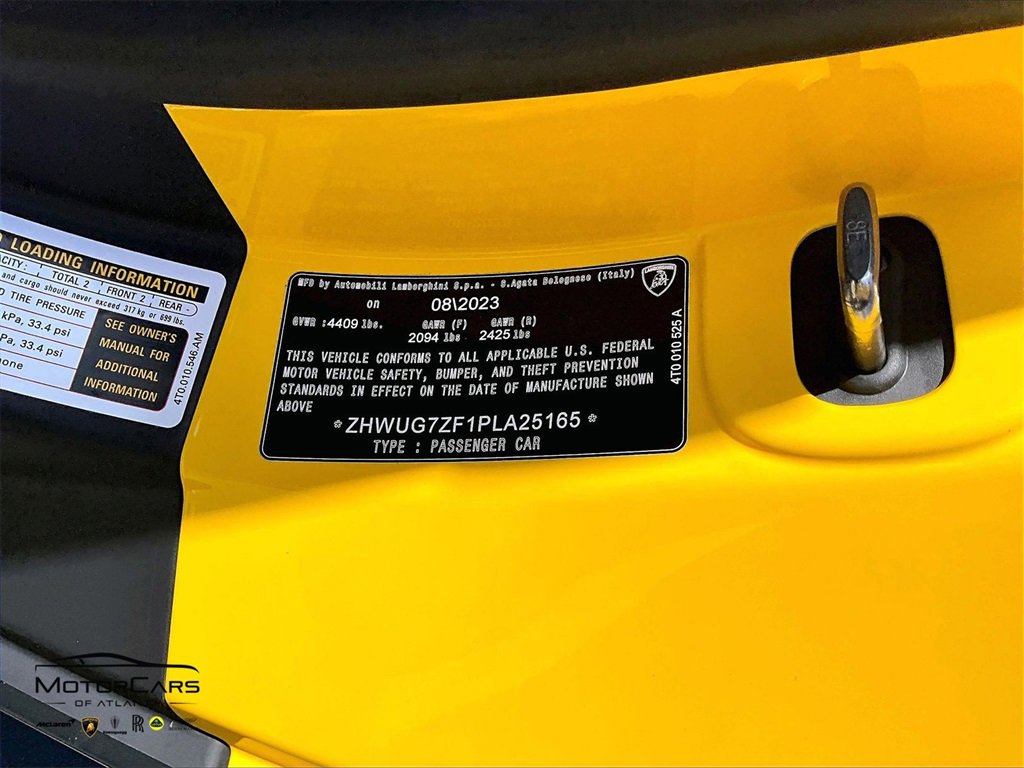 LOADING INFORMATION
TOTAL 2 FRONT 2 REAR -
and cargo should never exceed 317 kg or 699 lbs.
TIRE PRESSURE
kPa, 33.4 psi
33.4 psi
SEE OWNER'S
MANUAL FOR
ADDITIONAL
INFORMATION
4T0.010.546.AM
MFD by Automobili Lamborghini S.p.a. - S.Agata Bolognese (Italy)
LAMBORGHINI
on 08\2023
GVWR :4409 lbs. GAWR (F) GAWR (R)
2094 lbs 2425 lbs
THIS VEHICLE CONFORMS TO ALL APPLICABLE U.S. FEDERAL
MOTOR VEHICLE SAFETY, BUMPER, AND THEFT PREVENTION
STANDARDS IN EFFECT ON THE DATE OF MANUFACTURE SHOWN
ABOVE
* ZHWUG7ZF1PLA25165 *
TYPE : PASSENGER CAR
4T0 010 525 A
MOTORCARS
OF ATLANTA
McLaren